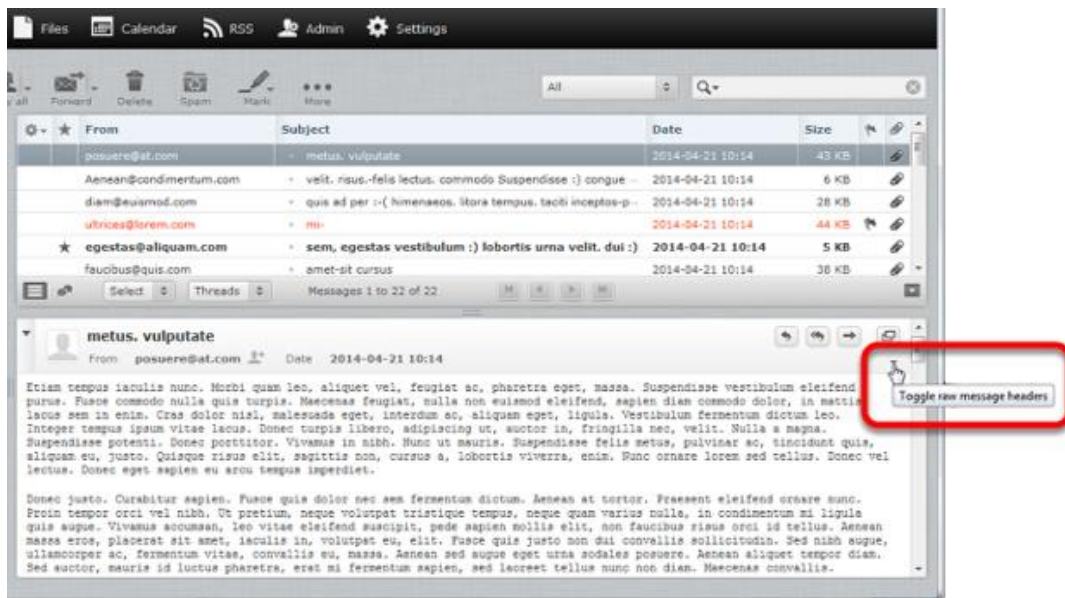 Files Calendar RSS Admin Settings
all Forward Delete Spam Mark More All
From Subject Date Size
posuere@at.com metus. vulputate 2014-04-21 10:14 43 KB
Aenean@condimentum.com velit. risus.-felis lectus. commodo Suspendisse :) congue - 2014-04-21 10:14 6 KB
diam@euismod.com quis ad per :-( himenaeos. litora tempus. taciti inceptos-p- 2014-04-21 10:14 28 KB
ultrices@lorem.com mi- 2014-04-21 10:14 44 KB
egestas@aliquam.com sem, egestas vestibulum :) lobortis urna velit. dui :) 2014-04-21 10:14 5 KB
faucibus@quis.com amet-sit cursus 2014-04-21 10:14 38 KB
Select Threads Messages 1 to 22 of 22
metus. vulputate
From posuere@at.com Date 2014-04-21 10:14
Etiam tempus iaculis nunc. Morbi quam leo, aliquet vel, feugiat ac, pharetra eget, massa. Suspendisse vestibulum eleifend
purus. Fusce commodo nulla quis turpis. Maecenas feugiat, nulla non euismod eleifend, sapien diam commodo dolor, in mattis
lacus sem in enim. Cras dolor nisl, malesuada eget, interdum ac, aliquam eget, ligula. Vestibulum fermentum dictum leo.
Integer tempus ipsum vitae lacus. Donec turpis libero, adipiscing ut, auctor in, fringilla nec, velit. Nulla a magna.
Suspendisse potenti. Donec porttitor. Vivamus in nibh. Nunc ut mauris. Suspendisse felis metus, pulvinar ac, tincidunt quis,
aliquam eu, justo. Quisque risus elit, sagittis non, cursus a, lobortis viverra, enim. Nunc ornare lorem sed tellus. Donec vel
lectus. Donec eget sapien eu arcu tempus imperdiet.
Toggle raw message headers
Donec justo. Curabitur sapien. Fusce quis dolor nec sem fermentum dictum. Aenean at tortor. Praesent eleifend ornare nunc.
Proin tempor orci vel nibh. Ut pretium, neque volutpat tristique tempus, neque quam varius nulla, in condimentum mi ligula
quis augue. Vivamus accumsan, leo vitae eleifend suscipit, pede sapien mollis elit, non faucibus risus orci id tellus. Aenean
massa eros, placerat sit amet, iaculis in, volutpat eu, elit. Fusce quis justo non dui convallis sollicitudin. Sed nibh augue,
ullamcorper ac, fermentum vitae, convallis eu, massa. Aenean sed augue eget urna sodales posuere. Aenean aliquet tempor diam.
Sed auctor, mauris id luctus pharetra, erat mi fermentum sapien, sed laoreet tellus nunc non diam. Maecenas convallis.